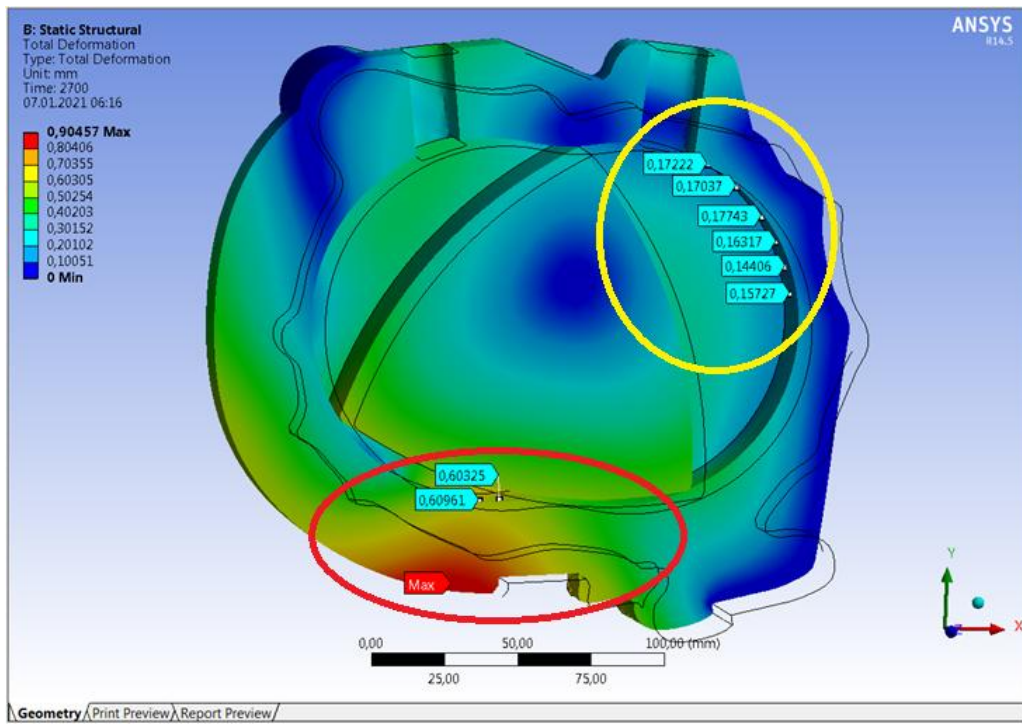 B: Static Structural
Total Deformation
Type: Total Deformation
Unit: mm
Time: 2700
07.01.2021 06:16
ANSYS
R14.5
0,90457 Max
0,80406
0,70355
0,60305
0,50254
0,40203
0,30152
0,20102
0,10051
0 Min
0,17222
0,17037
0,17743
0,16317
0,14406
0,15727
0,60325
0,60961
Max
Y
X
Z
0,00
50,00
100,00 (mm)
25,00
75,00
Geometry
Print Preview
Report Preview